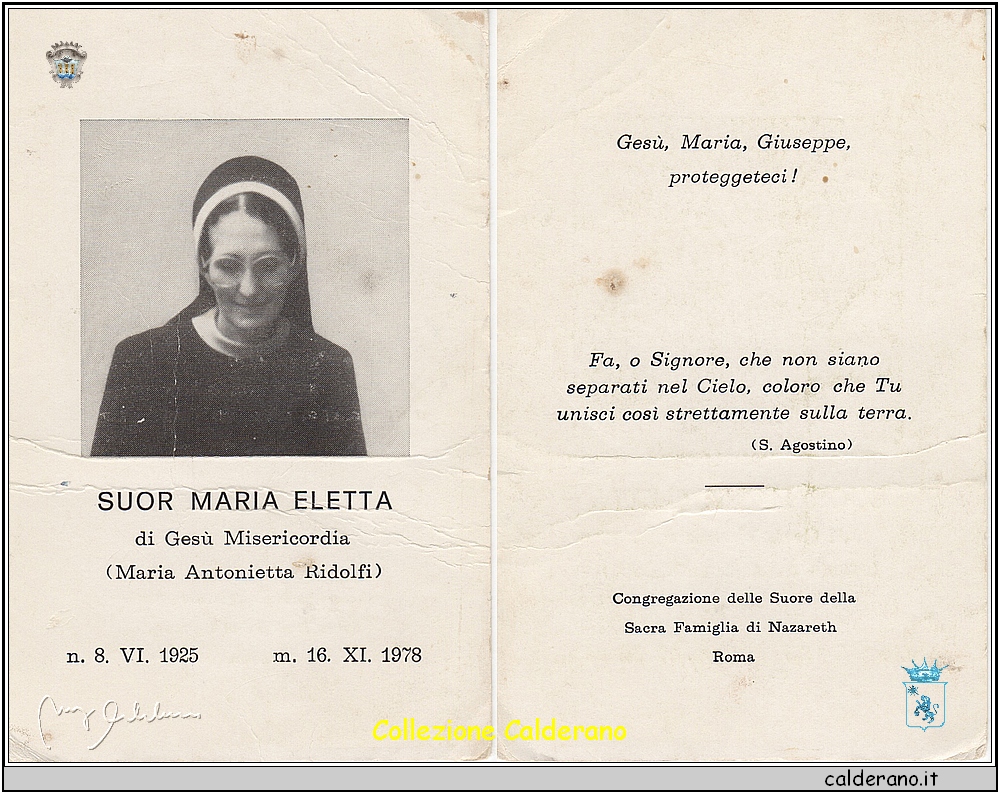 SUOR MARIA ELETTA
di Gesù Misericordia
(Maria Antonietta Ridolfi)
n. 8. VI. 1925 m. 16. XI. 1978
Gesù, Maria, Giuseppe,
proteggeteci!
Fa, o Signore, che non siano
separati nel Cielo, coloro che Tu
unisci così strettamente sulla terra.
(S. Agostino)
Congregazione delle Suore della
Sacra Famiglia di Nazareth
Roma
Collezione Calderano
calderano.it